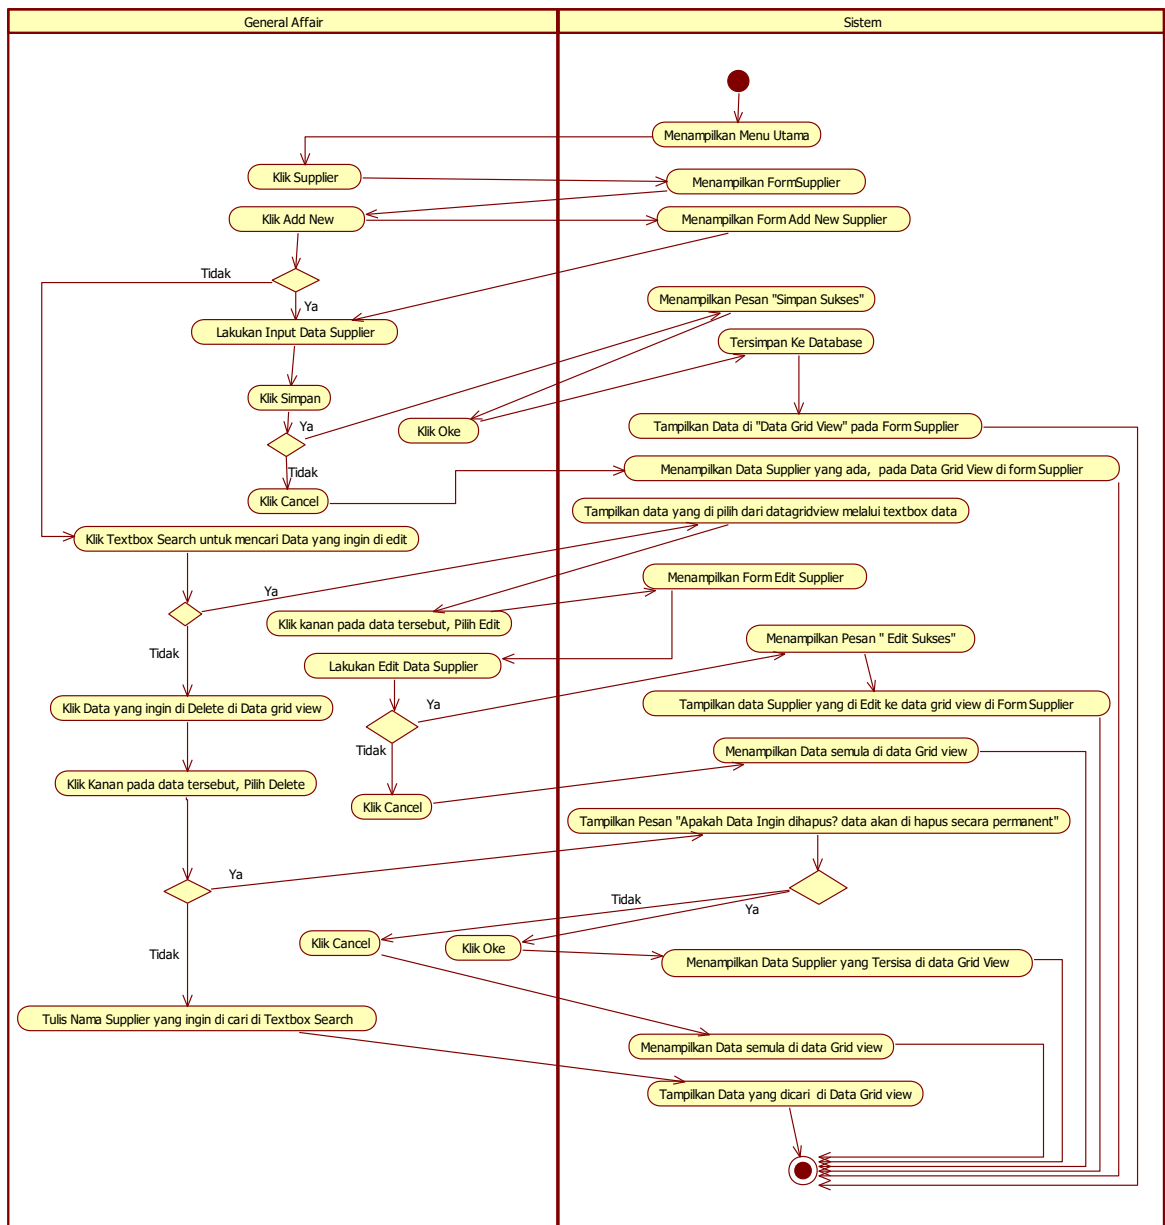 General Affair
Sistem
Menampilkan Menu Utama
Klik Supplier
Menampilkan FormSupplier
Klik Add New
Menampilkan Form Add New Supplier
Tidak
Ya
Menampilkan Pesan "Simpan Sukses"
Lakukan Input Data Supplier
Tersimpan Ke Database
Klik Simpan
Ya
Klik Oke
Tampilkan Data di "Data Grid View" pada Form Supplier
Tidak
Menampilkan Data Supplier yang ada, pada Data Grid View di form Supplier
Klik Cancel
Tampilkan data yang di pilih dari datagridview melalui textbox data
Klik Textbox Search untuk mencari Data yang ingin di edit
Menampilkan Form Edit Supplier
Ya
Klik kanan pada data tersebut, Pilih Edit
Menampilkan Pesan " Edit Sukses"
Tidak
Lakukan Edit Data Supplier
Ya
Tampilkan data Supplier yang di Edit ke data grid view di Form Supplier
Klik Data yang ingin di Delete di Data grid view
Tidak
Menampilkan Data semula di data Grid view
Klik Kanan pada data tersebut, Pilih Delete
Klik Cancel
Tampilkan Pesan "Apakah Data Ingin dihapus? data akan di hapus secara permanent"
Ya
Tidak
Ya
Klik Cancel
Klik Oke
Tidak
Menampilkan Data Supplier yang Tersisa di data Grid View
Tulis Nama Supplier yang ingin di cari di Textbox Search
Menampilkan Data semula di data Grid view
Tampilkan Data yang dicari di Data Grid view